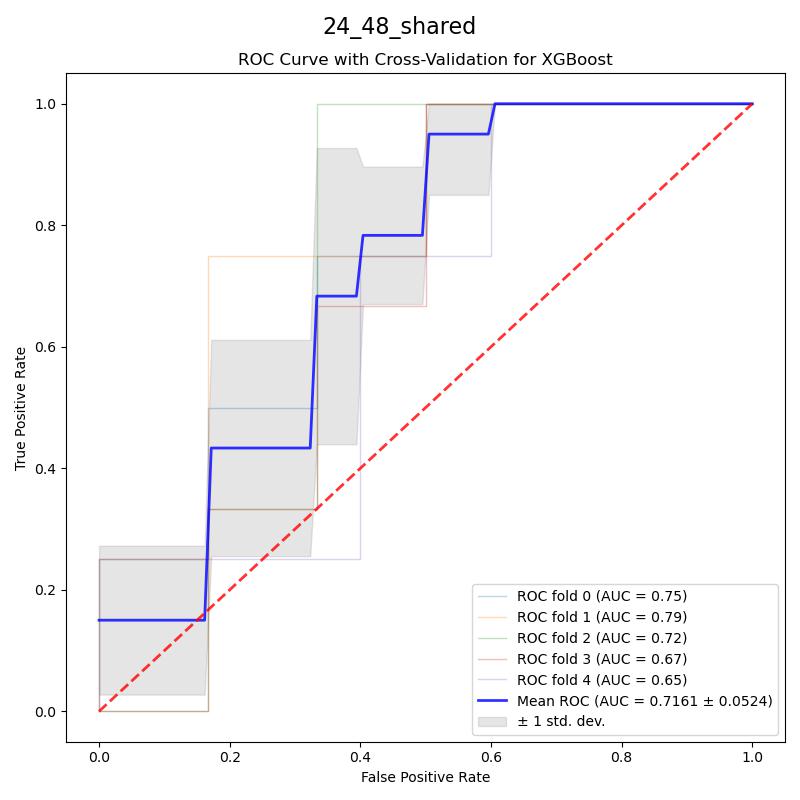 24_48_shared
ROC Curve with Cross-Validation for XGBoost
True Positive Rate
1.0
0.8
0.6
0.4
0.2
0.0
0.0 0.2 0.4 0.6 0.8 1.0
False Positive Rate
ROC fold 0 (AUC = 0.75)
ROC fold 1 (AUC = 0.79)
ROC fold 2 (AUC = 0.72)
ROC fold 3 (AUC = 0.67)
ROC fold 4 (AUC = 0.65)
Mean ROC (AUC = 0.7161 ± 0.0524)
± 1 std. dev.